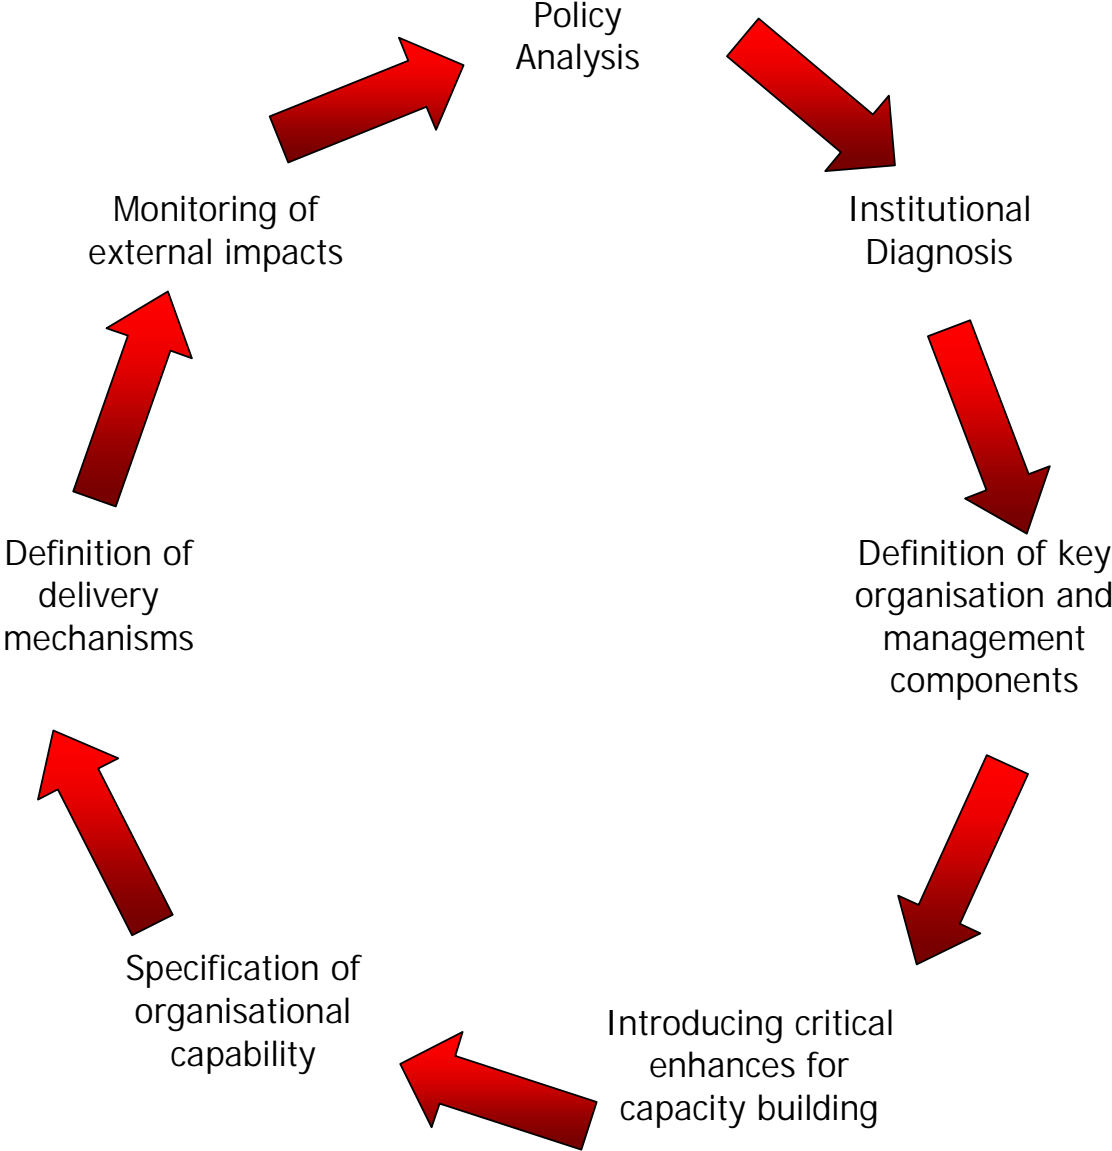 Policy
Analysis
Institutional
Diagnosis
Definition of key
organisation and
management
components
Introducing critical
enhances for
capacity building
Specification of
organisational
capability
Definition of
delivery
mechanisms
Monitoring of
external impacts